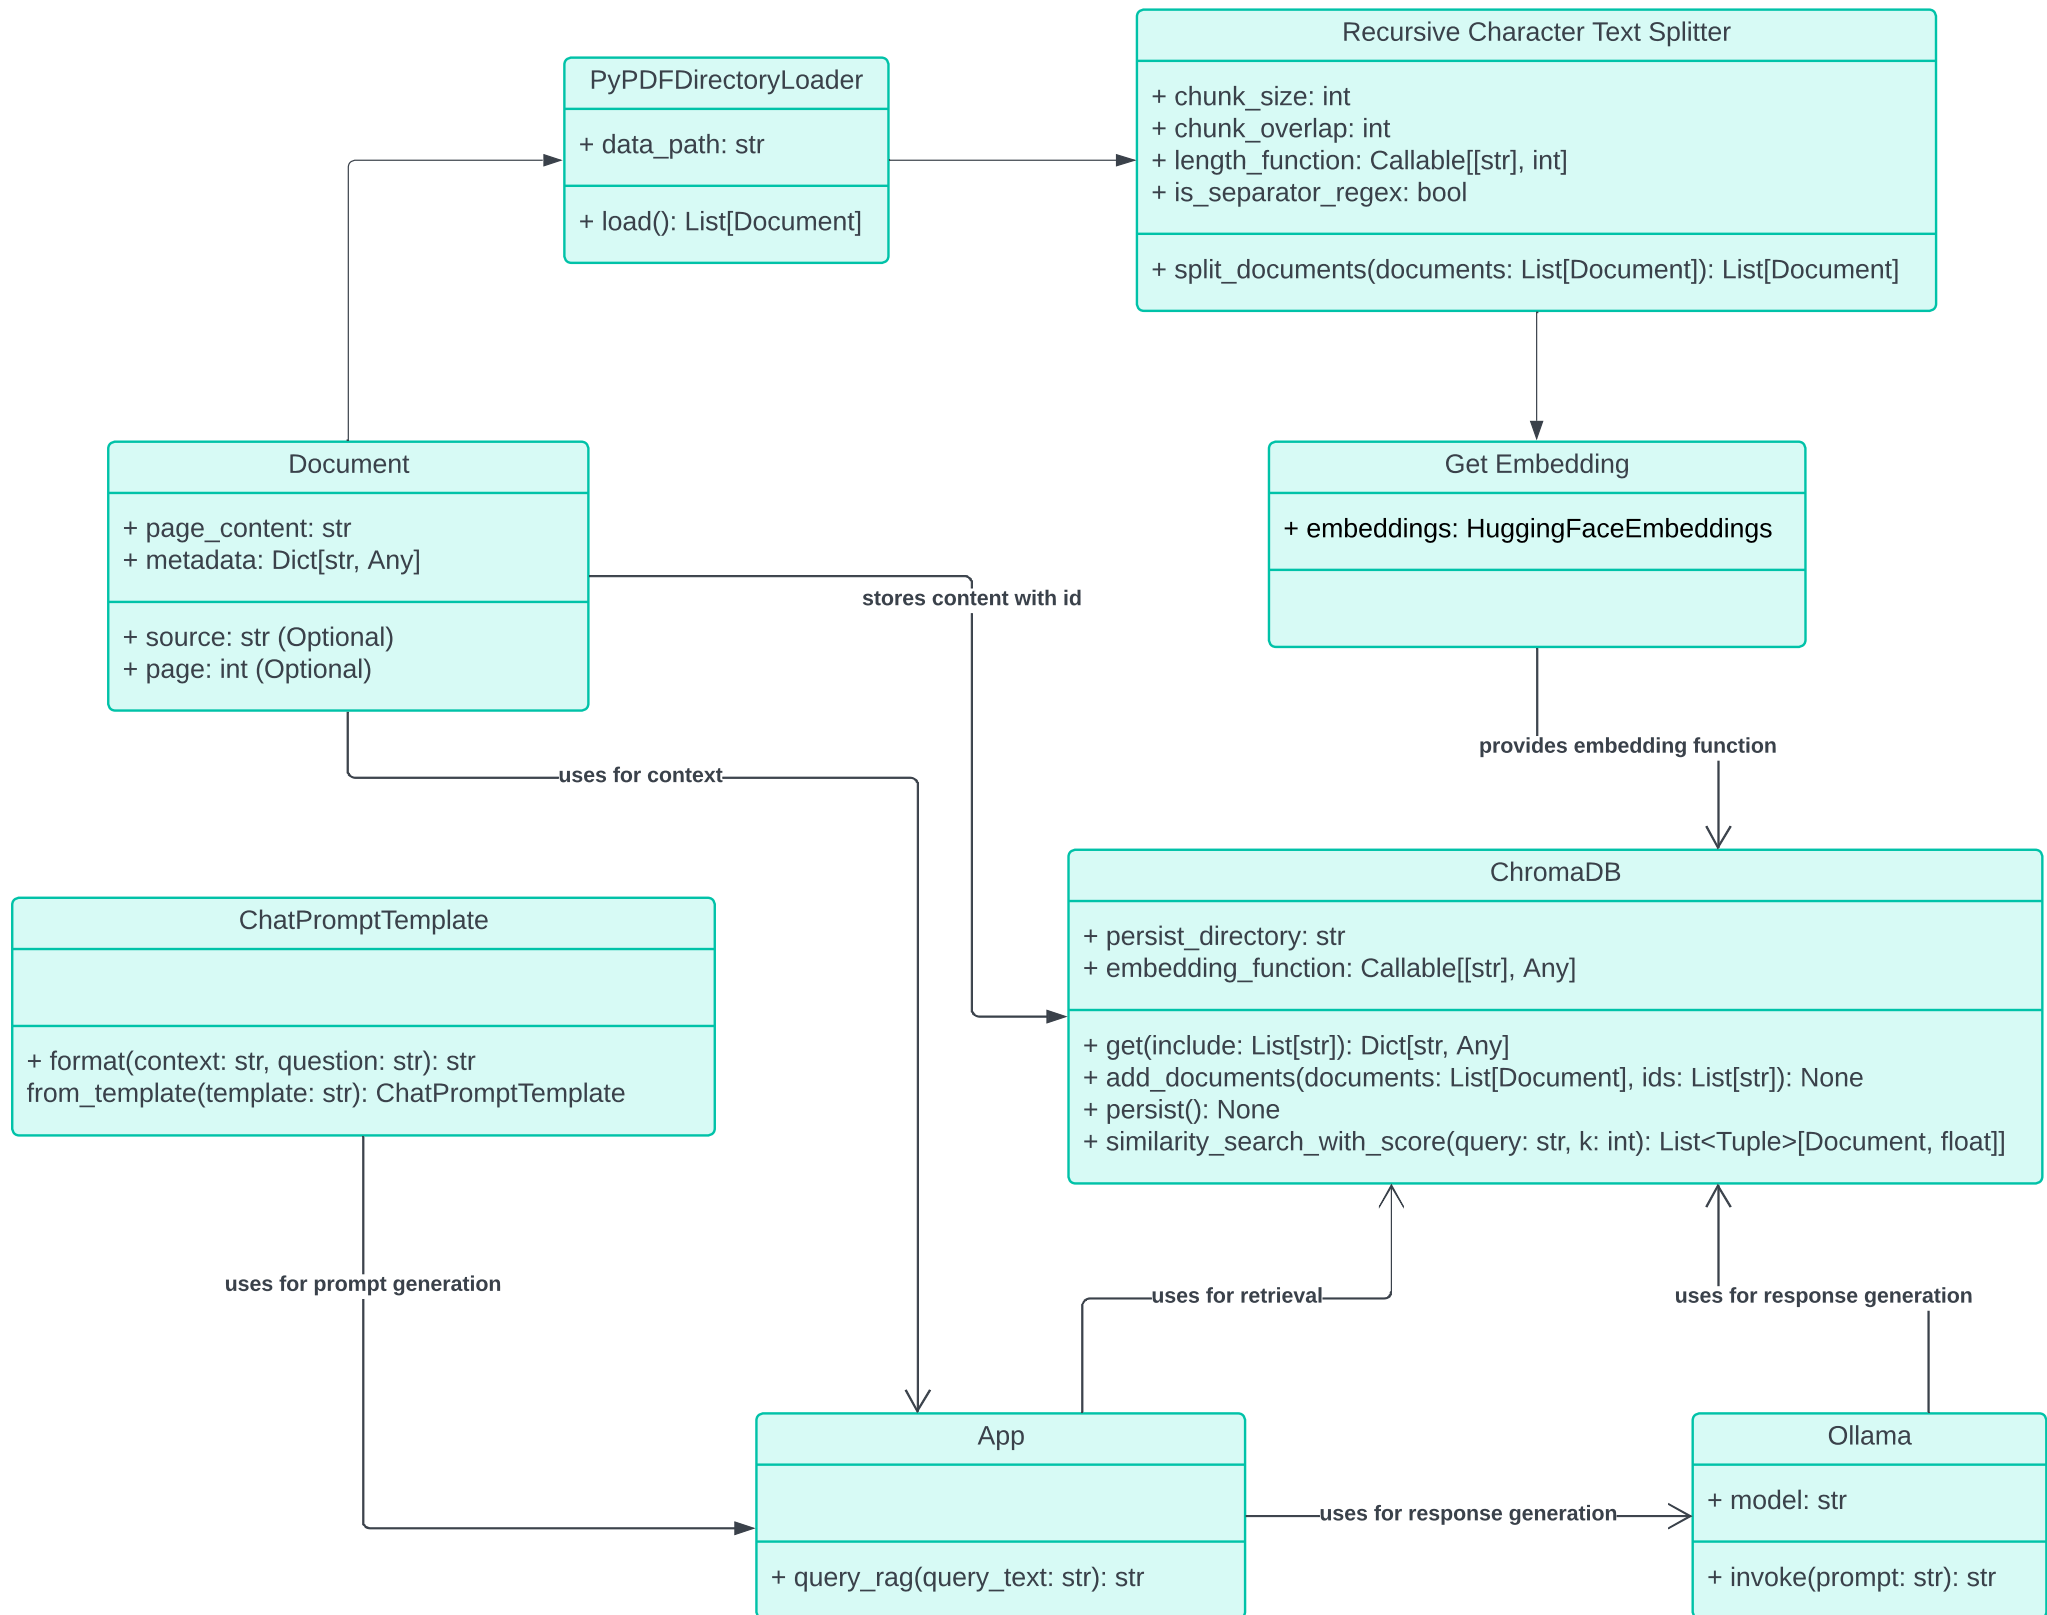 Recursive Character Text Splitter
+ chunk_size: int
+ chunk_overlap: int
+ length_function: Callable[[str], int]
+ is_separator_regex: bool
+ split_documents(documents: List[Document]): List[Document]
PyPDFDirectoryLoader
+ data_path: str
+ load(): List[Document]
Document
+ page_content: str
+ metadata: Dict[str, Any]
+ source: str (Optional)
+ page: int (Optional)
Get Embedding
+ embeddings: HuggingFaceEmbeddings
stores content with id
provides embedding function
uses for context
ChromaDB
+ persist_directory: str
+ embedding_function: Callable[[str], Any]
+ get(include: List[str]): Dict[str, Any]
+ add_documents(documents: List[Document], ids: List[str]): None
+ persist(): None
+ similarity_search_with_score(query: str, k: int): List<Tuple>[Document, float]]
ChatPromptTemplate
+ format(context: str, question: str): str
from_template(template: str): ChatPromptTemplate
uses for prompt generation
uses for retrieval
uses for response generation
App
+ query_rag(query_text: str): str
uses for response generation
Ollama
+ model: str
+ invoke(prompt: str): str